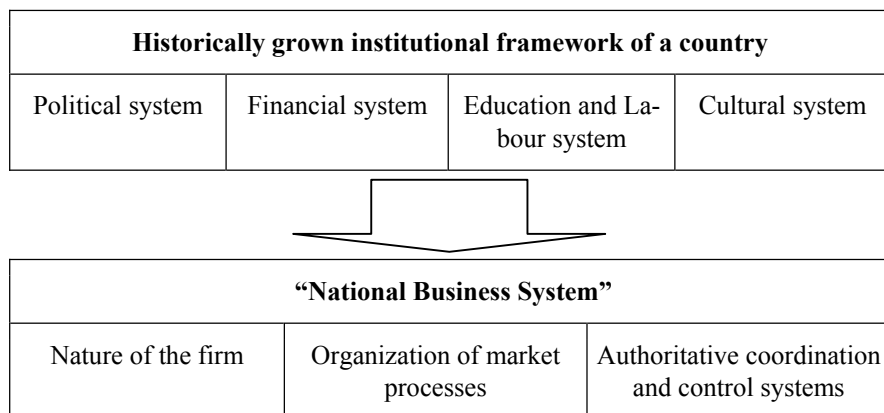 Historically grown institutional framework of a country
Political system
Financial system
Education and La-
bour system
Cultural system
“National Business System”
Nature of the firm
Organization of market
processes
Authoritative coordination
and control systems